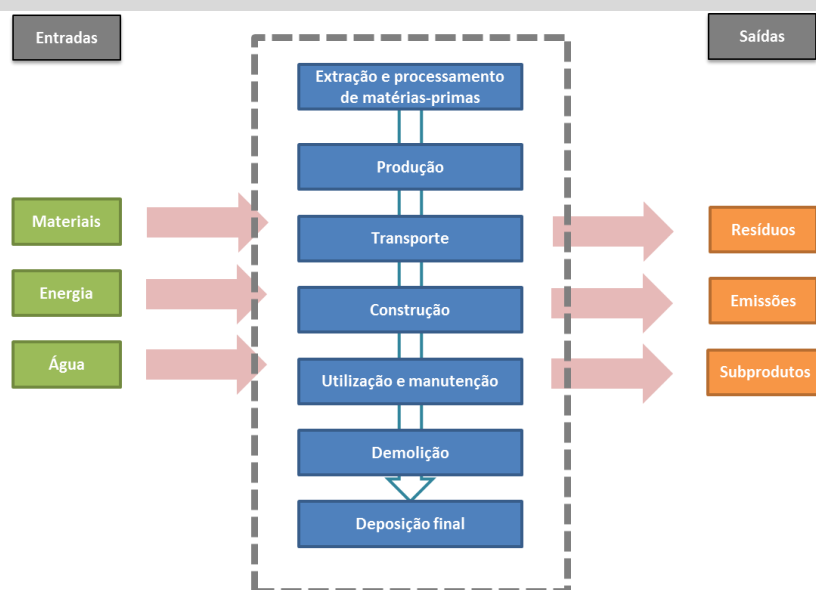 Entradas
Saídas
Extração e processamento
de matérias-primas
Produção
Materiais
Transporte
Resíduos
Energia
Construção
Emissões
Água
Utilização e manutenção
Subprodutos
Demolição
Deposição final